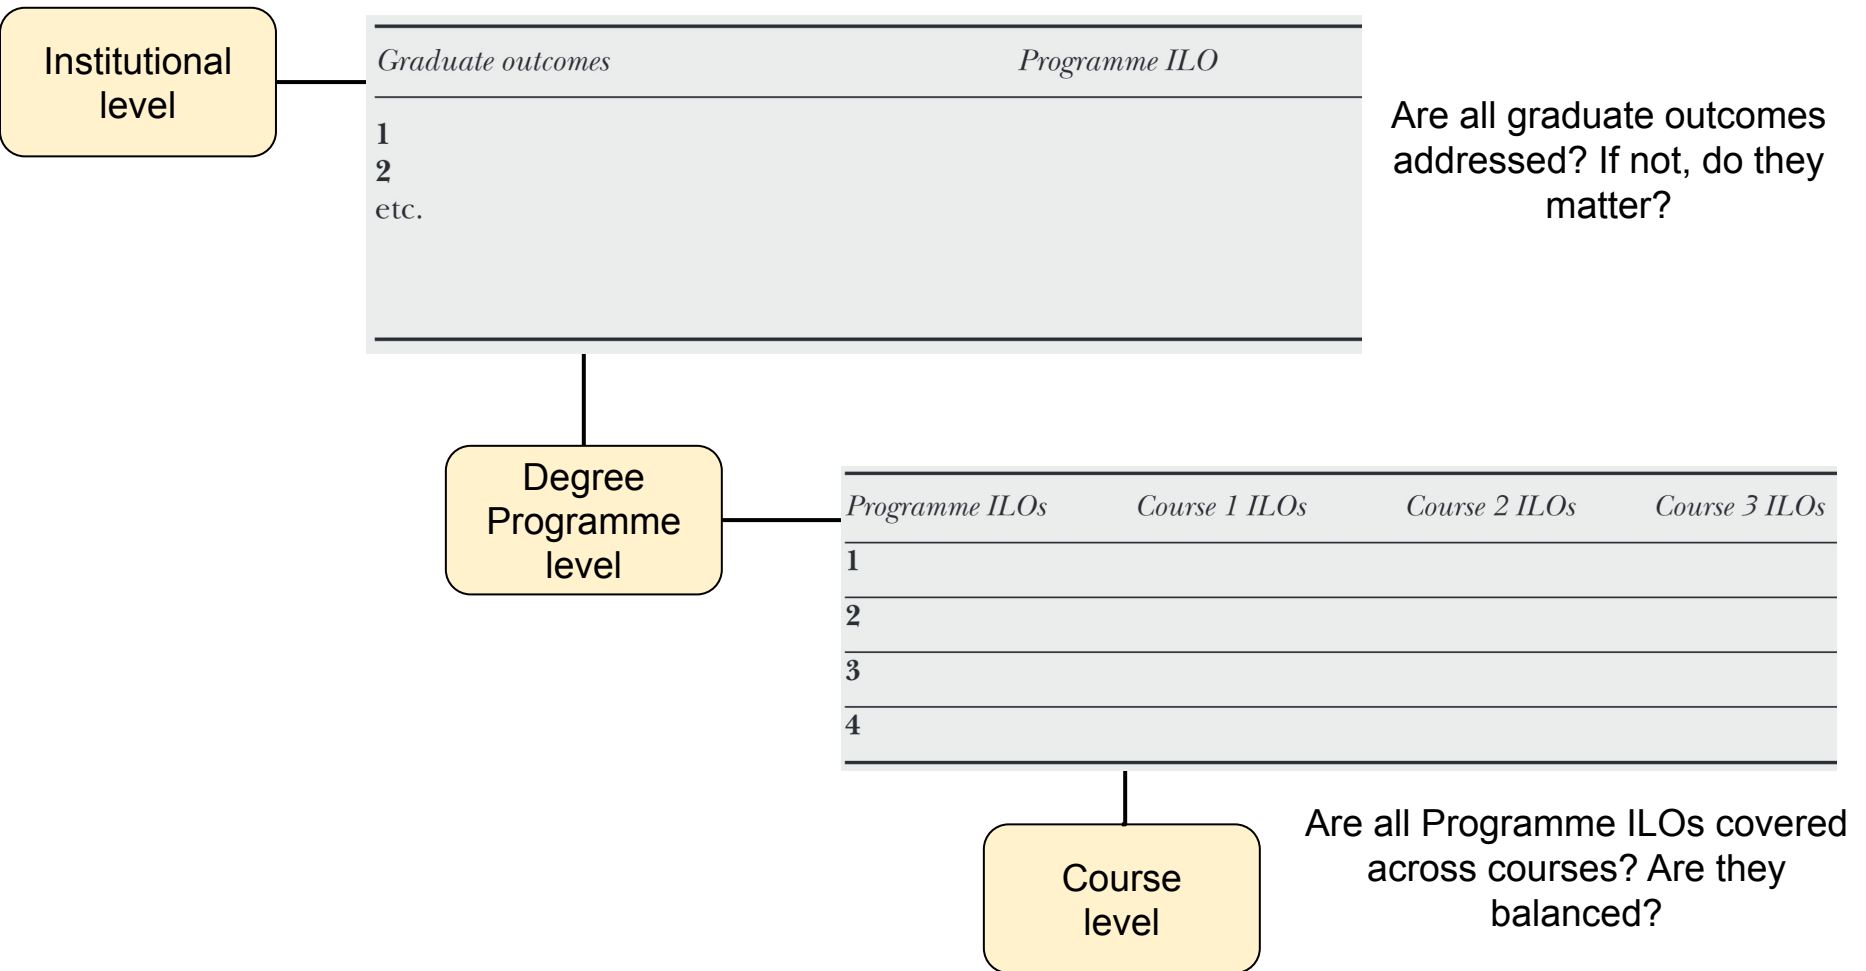 Institutional
level
Graduate outcomes Programme ILO
1
2
etc.
Are all graduate outcomes
addressed? If not, do they
matter?
Degree
Programme
level
Programme ILOs Course 1 ILOs Course 2 ILOs Course 3 ILOs
1
2
3
4
Course
level
Are all Programme ILOs covered
across courses? Are they
balanced?